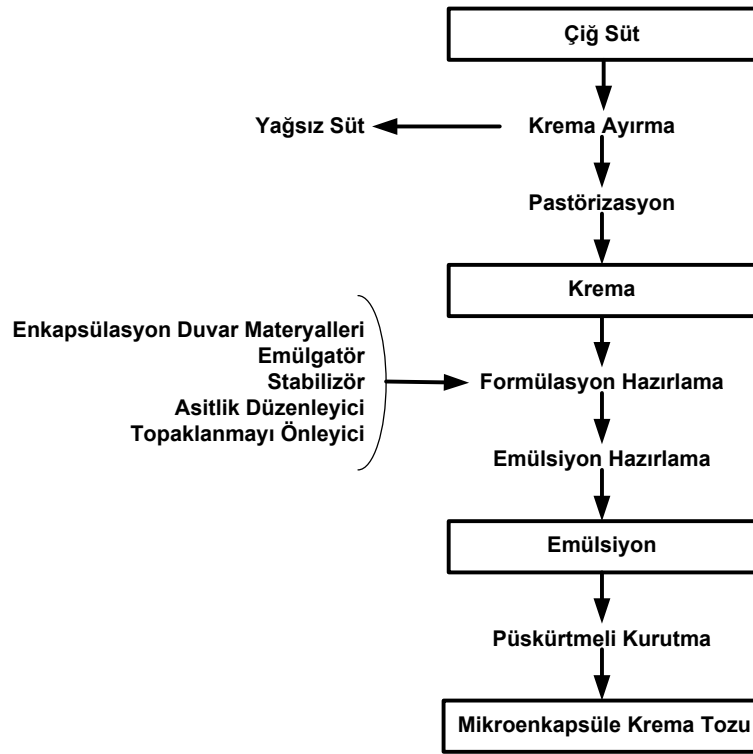 Çiğ Süt
Yağsız Süt
Krema Ayırma
Pastörizasyon
Krema
Enkapsülasyon Duvar Materyalleri
Emülgatör
Stabilizör
Asitlik Düzenleyici
Topaklanmayı Önleyici
Formülasyon Hazırlama
Emülsiyon Hazırlama
Emülsiyon
Püskürtmeli Kurutma
Mikroenkapsüle Krema Tozu